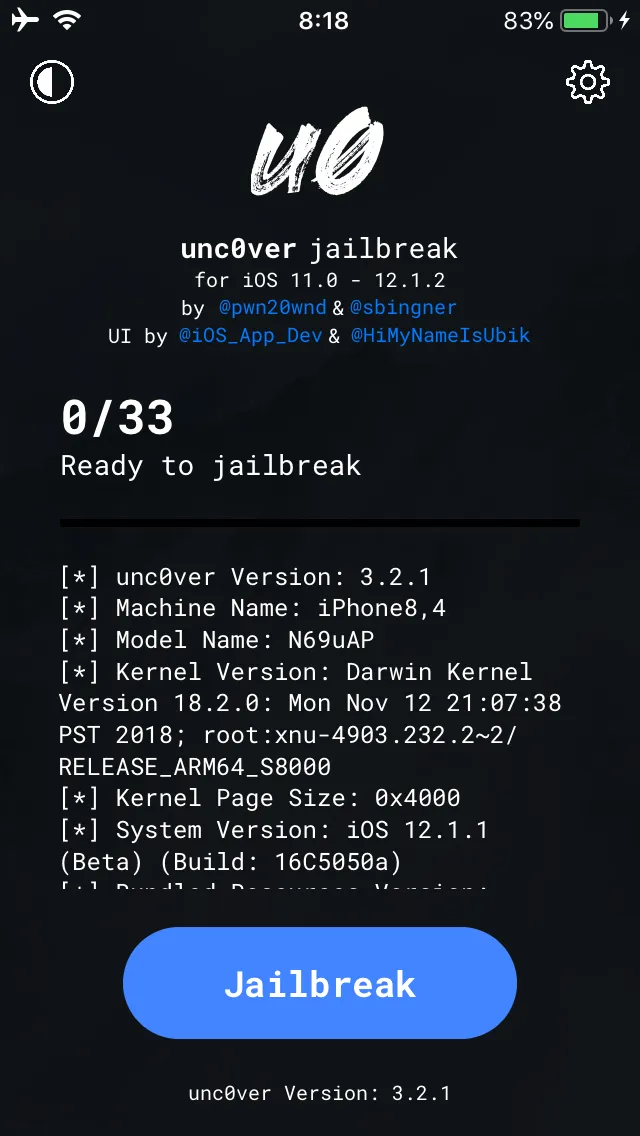 8:18
83%
u0
unc0ver jailbreak
for iOS 11.0 - 12.1.2
by @pwn20wnd & @sbingner
UI by @iOS_App_Dev & @HiMyNameIsUbik
0/33
Ready to jailbreak
[*] unc0ver Version: 3.2.1
[*] Machine Name: iPhone8,4
[*] Model Name: N69uAP
[*] Kernel Version: Darwin Kernel
Version 18.2.0: Mon Nov 12 21:07:38
PST 2018; root:xnu-4903.232.2~2/
RELEASE_ARM64_S8000
[*] Kernel Page Size: 0x4000
[*] System Version: iOS 12.1.1
(Beta) (Build: 16C5050a)
Jailbreak
unc0ver Version: 3.2.1